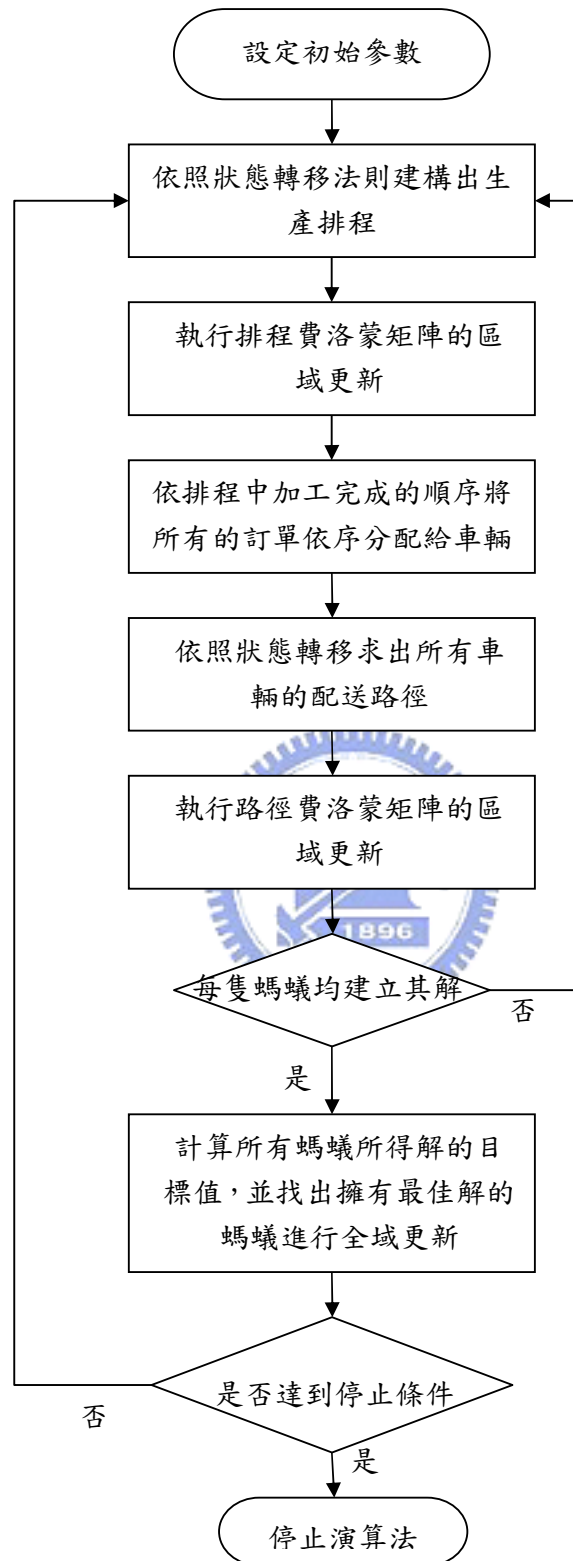 設定初始參數
依照狀態轉移法則建構出生
產排程
執行排程費洛蒙矩陣的區
域更新
依排程中加工完成的順序將
所有的訂單依序分配給車輛
依照狀態轉移求出所有車
輛的配送路徑
執行路徑費洛蒙矩陣的區
域更新
1896
每隻螞蟻均建立其解
否
是
計算所有螞蟻所得解的目
標值，並找出擁有最佳解的
螞蟻進行全域更新
是否達到停止條件
否
是
停止演算法